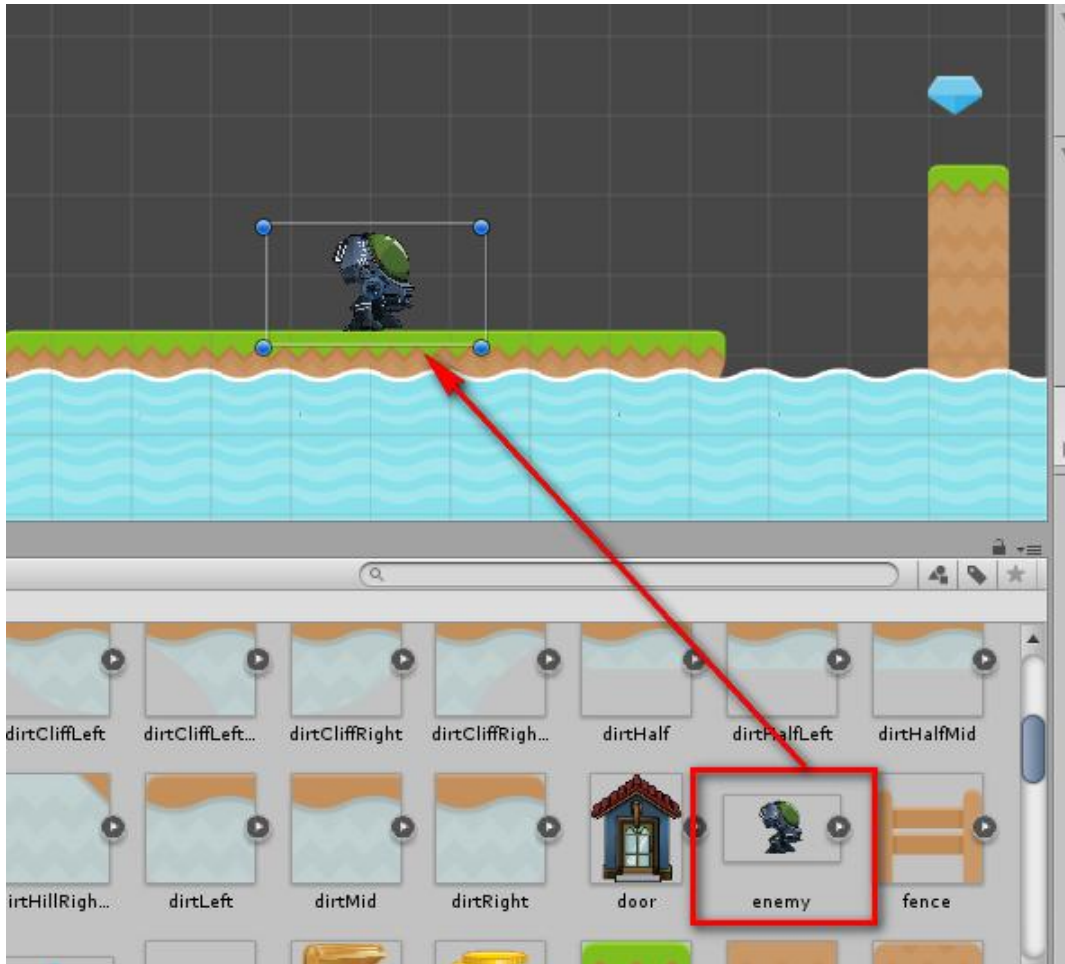 dirtCliffLeft
dirtCliffLeft...
dirtCliffRight
dirtCliffRigh...
dirtHalf
dirtHalfLeft
dirtHalfMid
irtHillRigh...
dirtLeft
dirtMid
dirtRight
door
enemy
fence